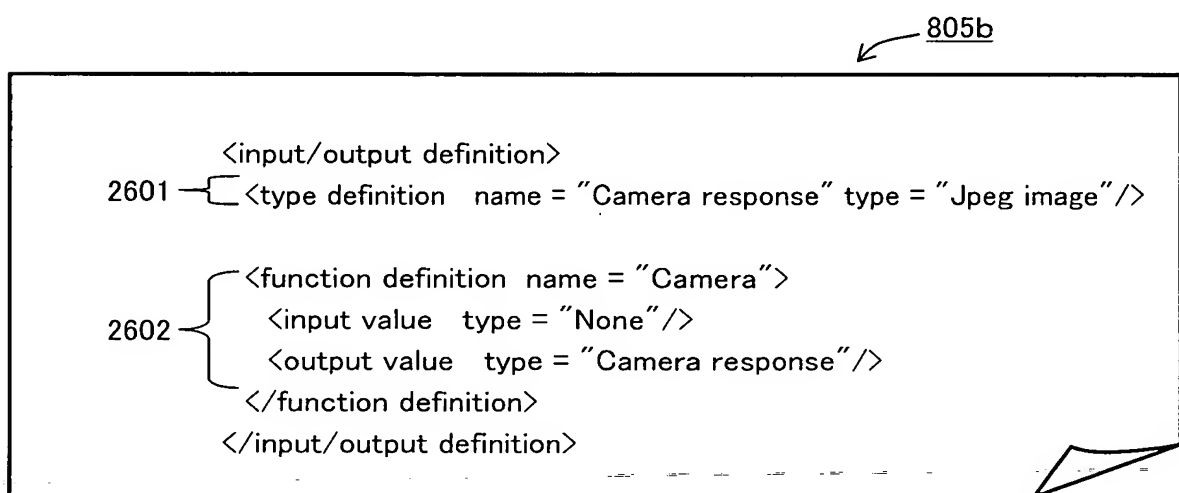 805b
<input/output definition>
2601 <type definition name = "Camera response" type = "Jpeg image"/>
<function definition name = "Camera">
<input value type = "None"/>
2602
<output value type = "Camera response"/>
</function definition>
</input/output definition>